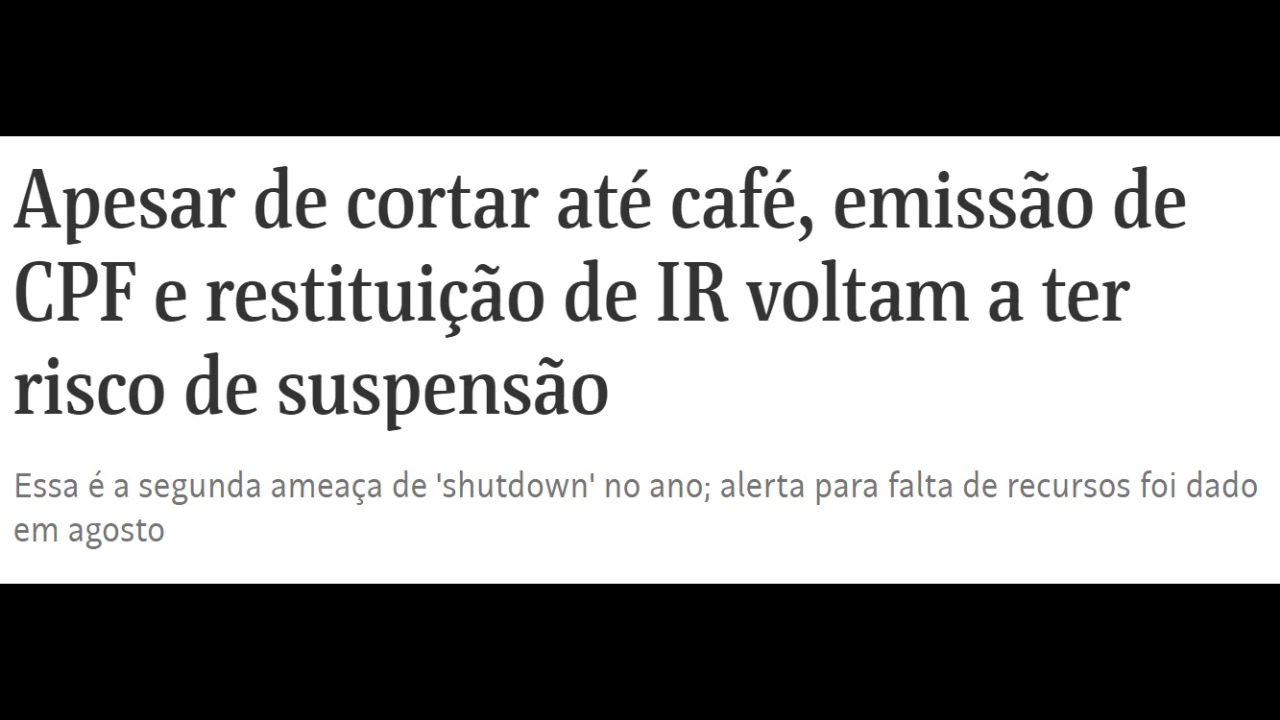 Apesar de cortar até café, emissão de
CPF e restituição de IR voltam a ter
risco de suspensão
Essa é a segunda ameaça de 'shutdown' no ano; alerta para falta de recursos foi dado
em agosto